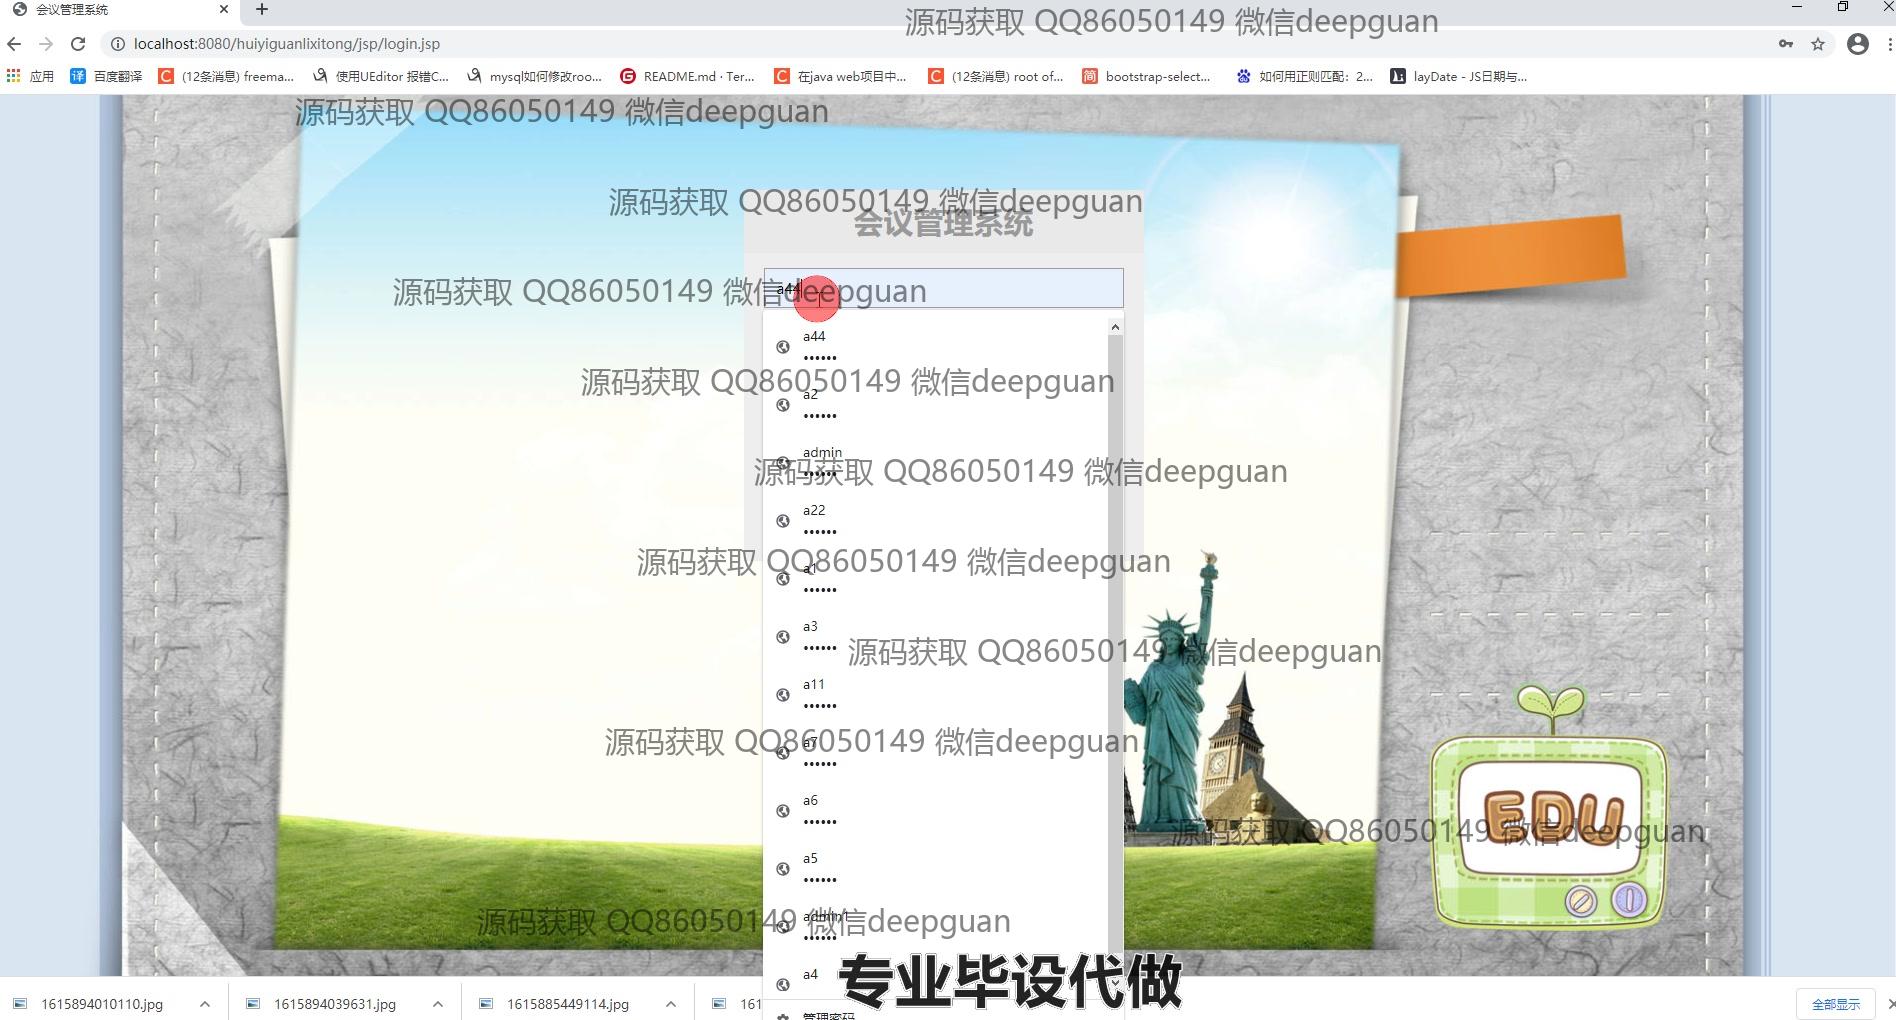 会议管理系统
源码获取 QQ86050149 微信deepguan
localhost:8080/huiyiguanlixitong/jsp/login.jsp
应用
百度翻译
(12条消息) freema...
使用UEditor 报错C...
mysql如何修改roo...
README.md · Ter...
在java web项目中...
(12条消息) root of...
bootstrap-select...
如何用正则匹配：2...
layDate - JS日期与...
源码获取 QQ86050149 微信deepguan
源码获取 QQ86050149 微信deepguan
会议管理系统
源码获取 QQ86050149 微信deepguan
a44
a44
••••••
源码获取 QQ86050149 微信deepguan
a2
••••••
admin
••••••
源码获取 QQ86050149 微信deepguan
a22
••••••
源码获取 QQ86050149 微信deepguan
a1
••••••
a3
••••••
源码获取 QQ86050149 微信deepguan
a11
••••••
源码获取 QQ86050149 微信deepguan
a7
••••••
a6
••••••
源码获取 QQ86050149 微信deepguan
EDU
a5
••••••
源码获取 QQ86050149 微信deepguan
admin1
••••••
a4
专业毕设代做
1615894010110.jpg
1615894039631.jpg
1615885449114.jpg
161
全部显示
管理密码